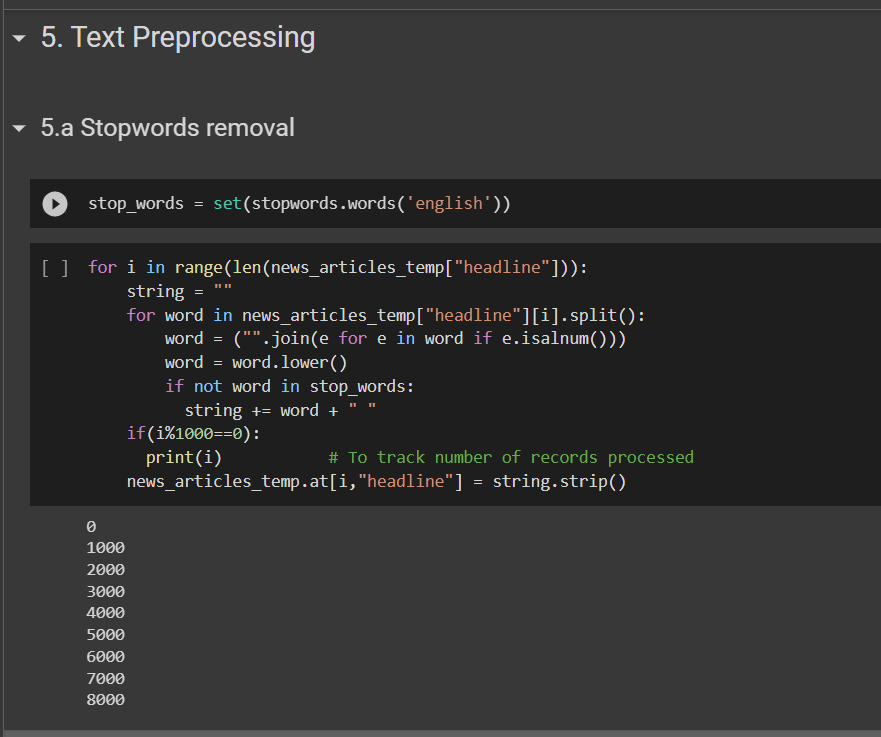 5. Text Preprocessing
5.a Stopwords removal
stop_words = set(stopwords.words('english'))
[ ] for i in range(len(news_articles_temp["headline"])):
    string = ""
    for word in news_articles_temp["headline"][i].split():
        word = ("".join(e for e in word if e.isalnum()))
        word = word.lower()
        if not word in stop_words:
          string += word + " "
    if(i%1000==0):
      print(i)           # To track number of records processed
    news_articles_temp.at[i,"headline"] = string.strip()
0
1000
2000
3000
4000
5000
6000
7000
8000